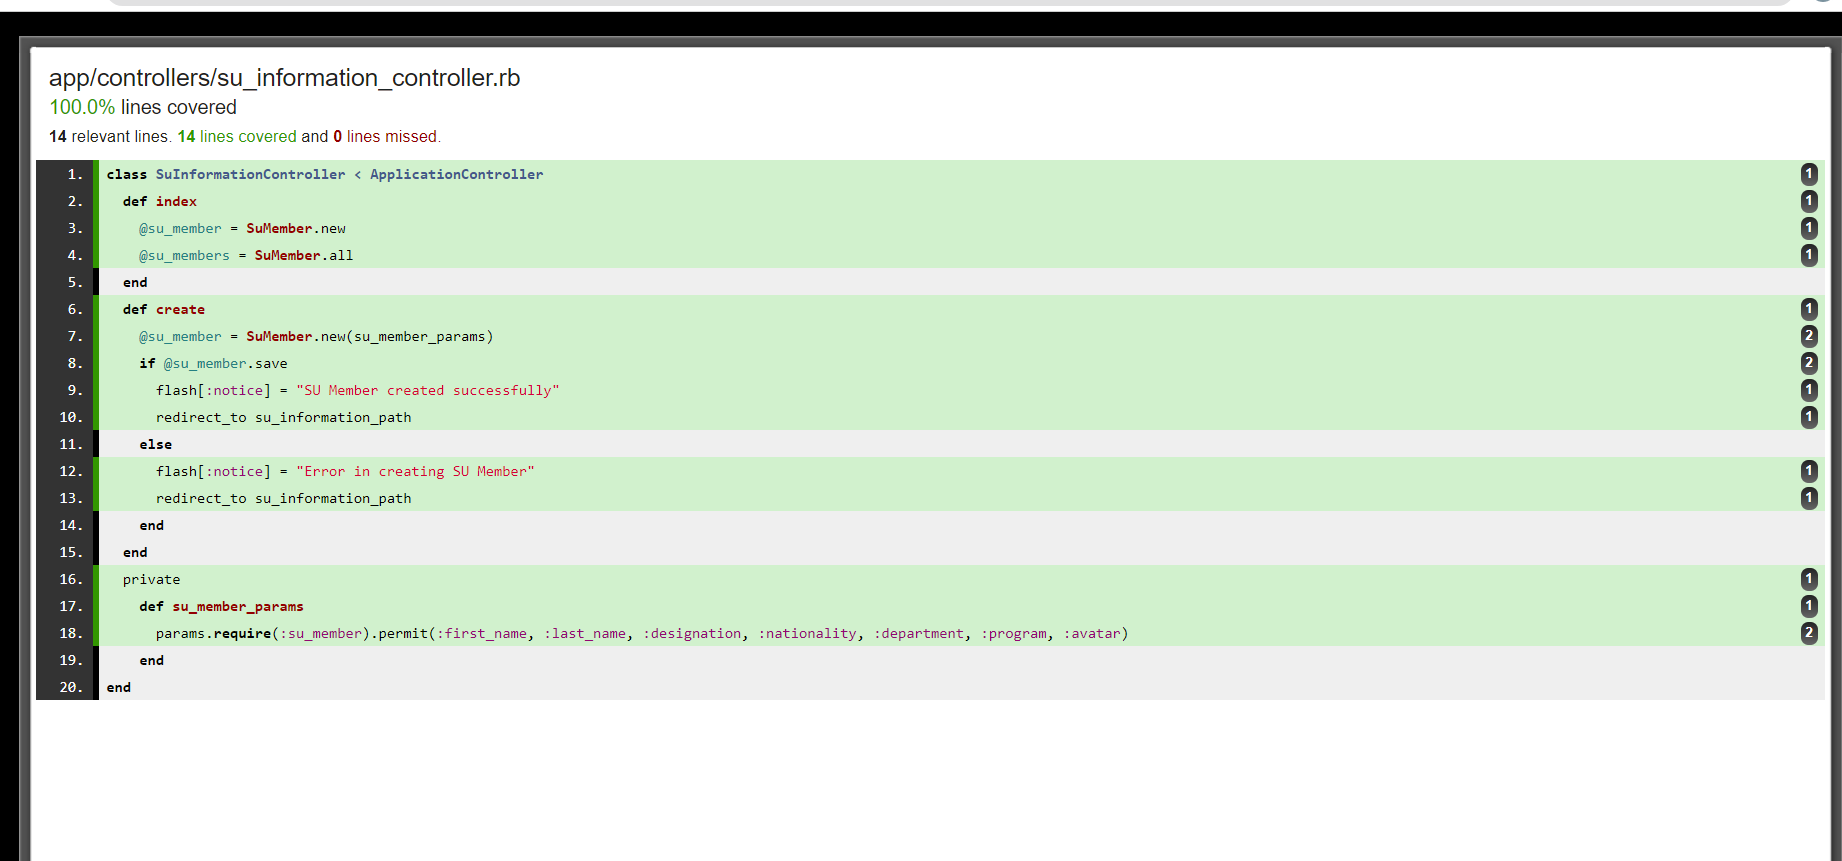 app/controllers/su_information_controller.rb
100.0% lines covered
14 relevant lines. 14 lines covered and 0 lines missed.
1. class SuInformationController < ApplicationController 1
2. def index 1
3. @su_member = SuMember.new 1
4. @su_members = SuMember.all 1
5. end
6. def create 1
7. @su_member = SuMember.new(su_member_params) 2
8. if @su_member.save 2
9. flash[:notice] = "SU Member created successfully" 1
10. redirect_to su_information_path 1
11. else
12. flash[:notice] = "Error in creating SU Member" 1
13. redirect_to su_information_path 1
14. end
15. end
16. private 1
17. def su_member_params 1
18. params.require(:su_member).permit(:first_name, :last_name, :designation, :nationality, :department, :program, :avatar) 2
19. end
20. end